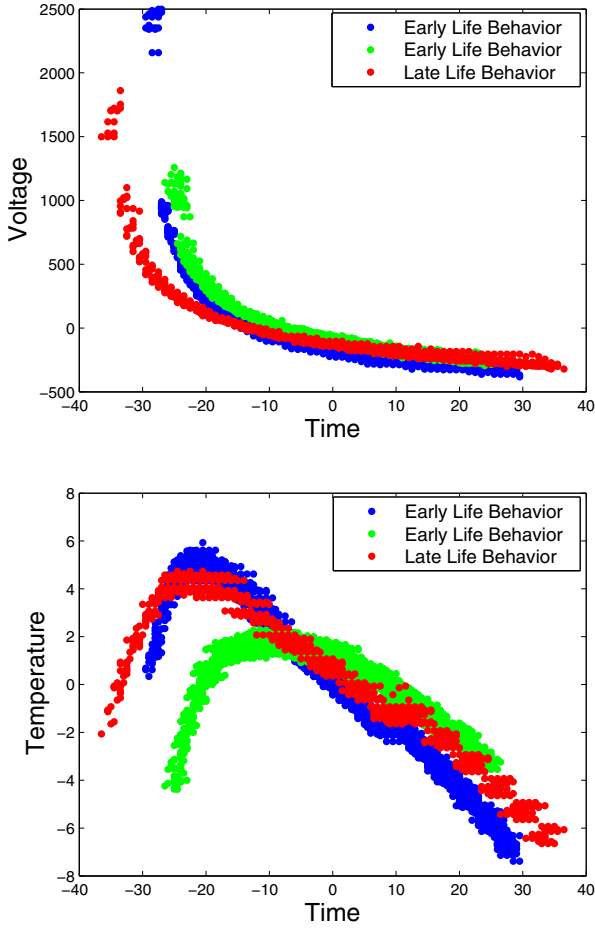 2500
2000
1500
1000
500
0
−500
Voltage
Early Life Behavior
Early Life Behavior
Late Life Behavior
−40 −30 −20 −10 0 10 20 30 40
Time
8
6
4
2
0
−2
−4
−6
−8
Temperature
Early Life Behavior
Early Life Behavior
Late Life Behavior
−40 −30 −20 −10 0 10 20 30 40
Time